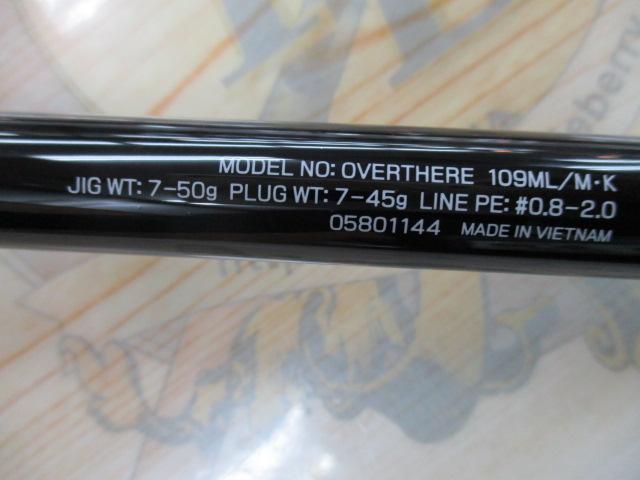 MODEL NO: OVERTHERE 109ML/M·K
JIG WT: 7-50g PLUG WT: 7-45g LINE PE: #0.8-2.0
05801144 MADE IN VIETNAM